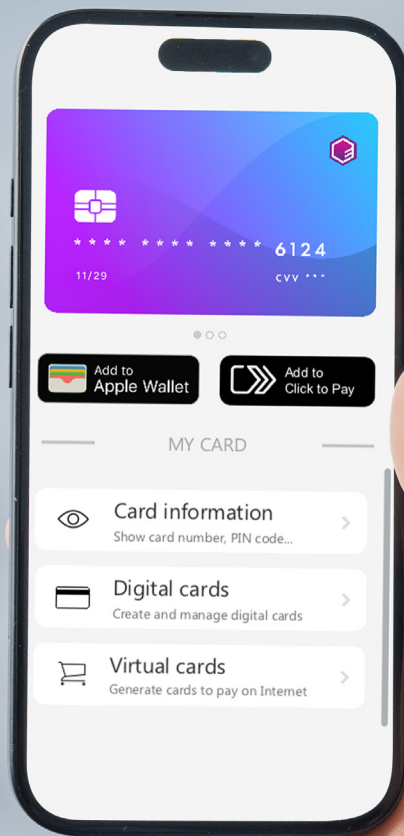 **** **** **** 6124
11/29
CVV ***
Add to
Apple Wallet
Add to
Click to Pay
MY CARD
Card information
Show card number, PIN code...
Digital cards
Create and manage digital cards
Virtual cards
Generate cards to pay on Internet